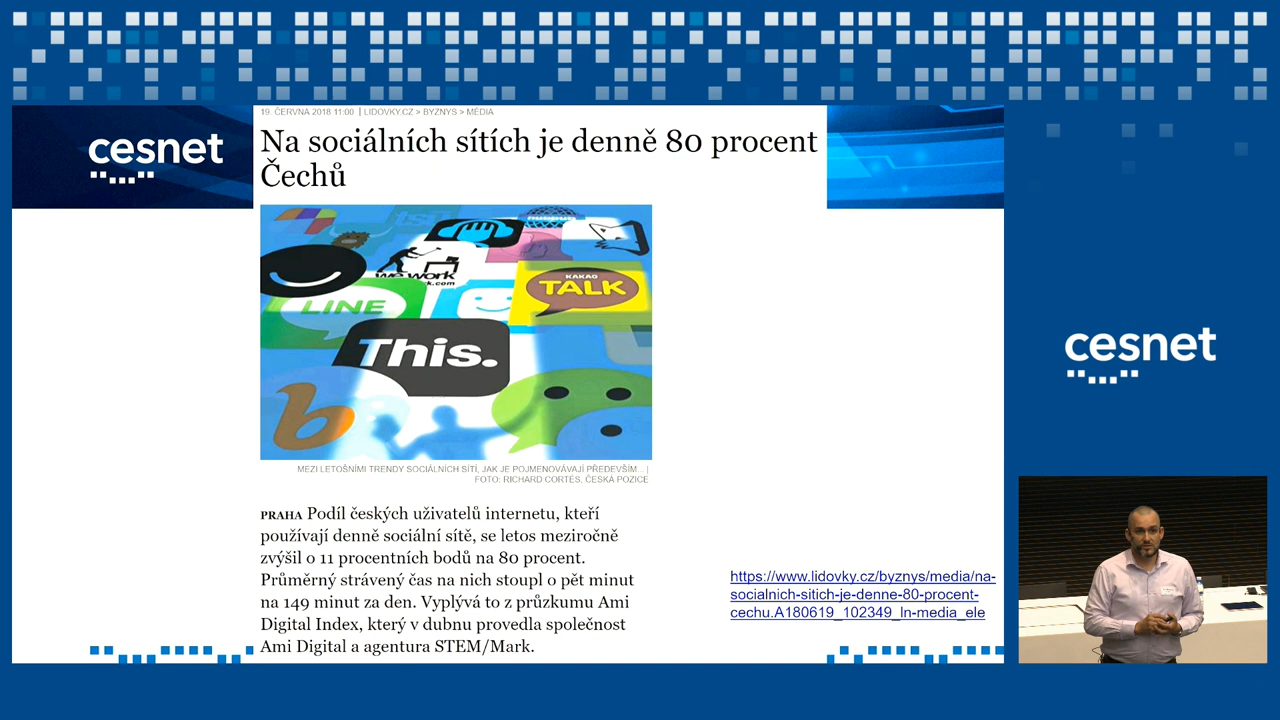 19. ČERVNA 2018 11:00 | LIDOVKY.CZ > BYZNYS > MÉDIA
cesnet
Na sociálních sítích je denně 80 procent
Čechů
we work
k.com
KAKAO
TALK
LINE
This.
b
MEZI LETOŠNÍMI TRENDY SOCIÁLNÍCH SÍTÍ, JAK JE POJMENOVÁVAJÍ PŘEDEVŠÍM... |
FOTO: RICHARD CORTÉS, ČESKÁ POZICE
PRAHA Podíl českých uživatelů internetu, kteří
používají denně sociální sítě, se letos meziročně
zvýšil o 11 procentních bodů na 80 procent.
Průměrný strávený čas na nich stoupl o pět minut
na 149 minut za den. Vyplývá to z průzkumu Ami
Digital Index, který v dubnu provedla společnost
Ami Digital a agentura STEM/Mark.
https://www.lidovky.cz/byznys/media/na-
socialnich-sitich-je-denne-80-procent-
cechu.A180619_102349_ln-media_ele
cesnet